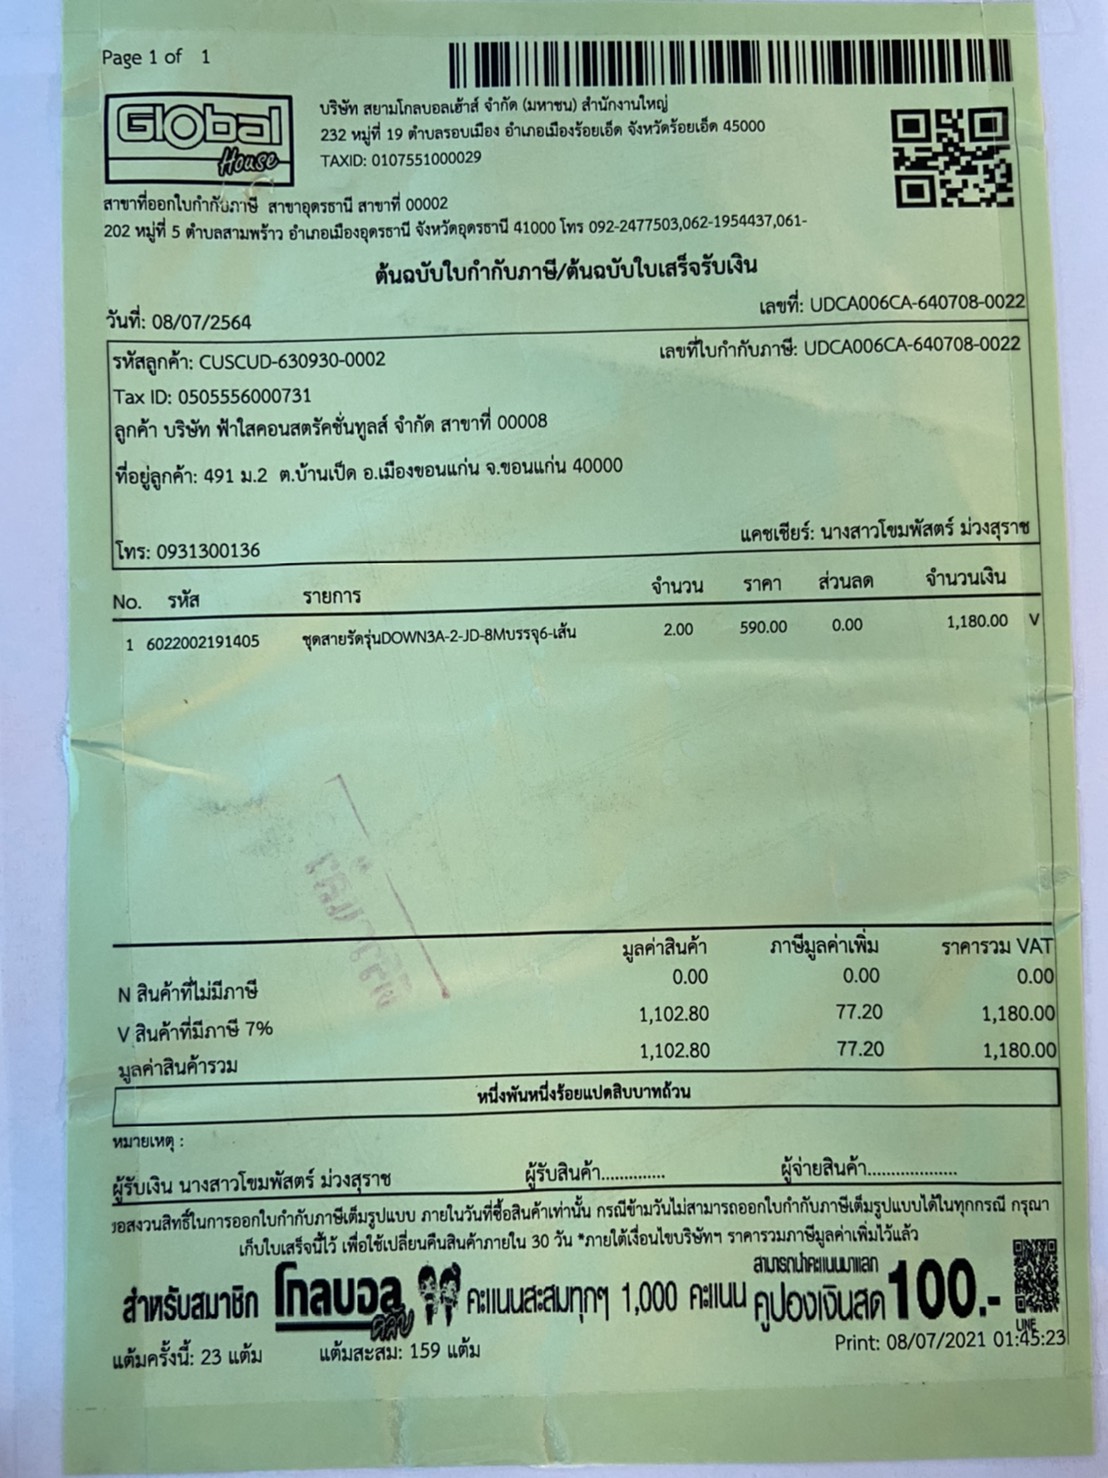 Page 1 of 1
Global House
บริษัท สยามโกลบอลเฮ้าส์ จำกัด (มหาชน) สำนักงานใหญ่
232 หมู่ที่ 19 ตำบลรอบเมือง อำเภอเมืองร้อยเอ็ด จังหวัดร้อยเอ็ด 45000
TAXID: 0107551000029
สาขาที่ออกใบกำกับภาษี สาขาอุดรธานี สาขาที่ 00002
202 หมู่ที่ 5 ตำบลสามพร้าว อำเภอเมืองอุดรธานี จังหวัดอุดรธานี 41000 โทร 092-2477503,062-1954437,061-
ต้นฉบับใบกำกับภาษี/ต้นฉบับใบเสร็จรับเงิน
วันที่: 08/07/2564 เลขที่: UDCA006CA-640708-0022
รหัสลูกค้า: CUSCUD-630930-0002 เลขที่ใบกำกับภาษี: UDCA006CA-640708-0022
Tax ID: 0505556000731
ลูกค้า บริษัท ฟ้าใสคอนสตรัคชั่นทูลส์ จำกัด สาขาที่ 00008
ที่อยู่ลูกค้า: 491 ม.2 ต.บ้านเป็ด อ.เมืองขอนแก่น จ.ขอนแก่น 40000
โทร: 0931300136 แคชเชียร์: นางสาวโขมพัสตร์ ม่วงสุราช
No. รหัส รายการ จำนวน ราคา ส่วนลด จำนวนเงิน
1 6022002191405 ชุดสายรัดรุ่นDOWN3A-2-JD-8Mบรรจุ6-เส้น 2.00 590.00 0.00 1,180.00 V
มูลค่าสินค้า ภาษีมูลค่าเพิ่ม ราคารวม VAT
N สินค้าที่ไม่มีภาษี 0.00 0.00 0.00
V สินค้าที่มีภาษี 7% 1,102.80 77.20 1,180.00
มูลค่าสินค้ารวม 1,102.80 77.20 1,180.00
หนึ่งพันหนึ่งร้อยแปดสิบบาทถ้วน
หมายเหตุ :
ผู้รับเงิน นางสาวโขมพัสตร์ ม่วงสุราช ผู้รับสินค้า............. ผู้จ่ายสินค้า...................
ขอสงวนสิทธิ์ในการออกใบกำกับภาษีเต็มรูปแบบ ภายในวันที่ซื้อสินค้าเท่านั้น กรณีข้ามวันไม่สามารถออกใบกำกับภาษีเต็มรูปแบบได้ในทุกกรณี กรุณา
เก็บใบเสร็จนี้ไว้ เพื่อใช้เปลี่ยนคืนสินค้าภายใน 30 วัน *ภายใต้เงื่อนไขบริษัทฯ ราคารวมภาษีมูลค่าเพิ่มไว้แล้ว
สำหรับสมาชิก โกลบอลคลับ คะแนนสะสมทุกๆ 1,000 คะแนน สามารถนำคะแนนมาแลก คูปองเงินสด 100.-
LINE
แต้มครั้งนี้: 23 แต้ม แต้มสะสม: 159 แต้ม Print: 08/07/2021 01:45:23